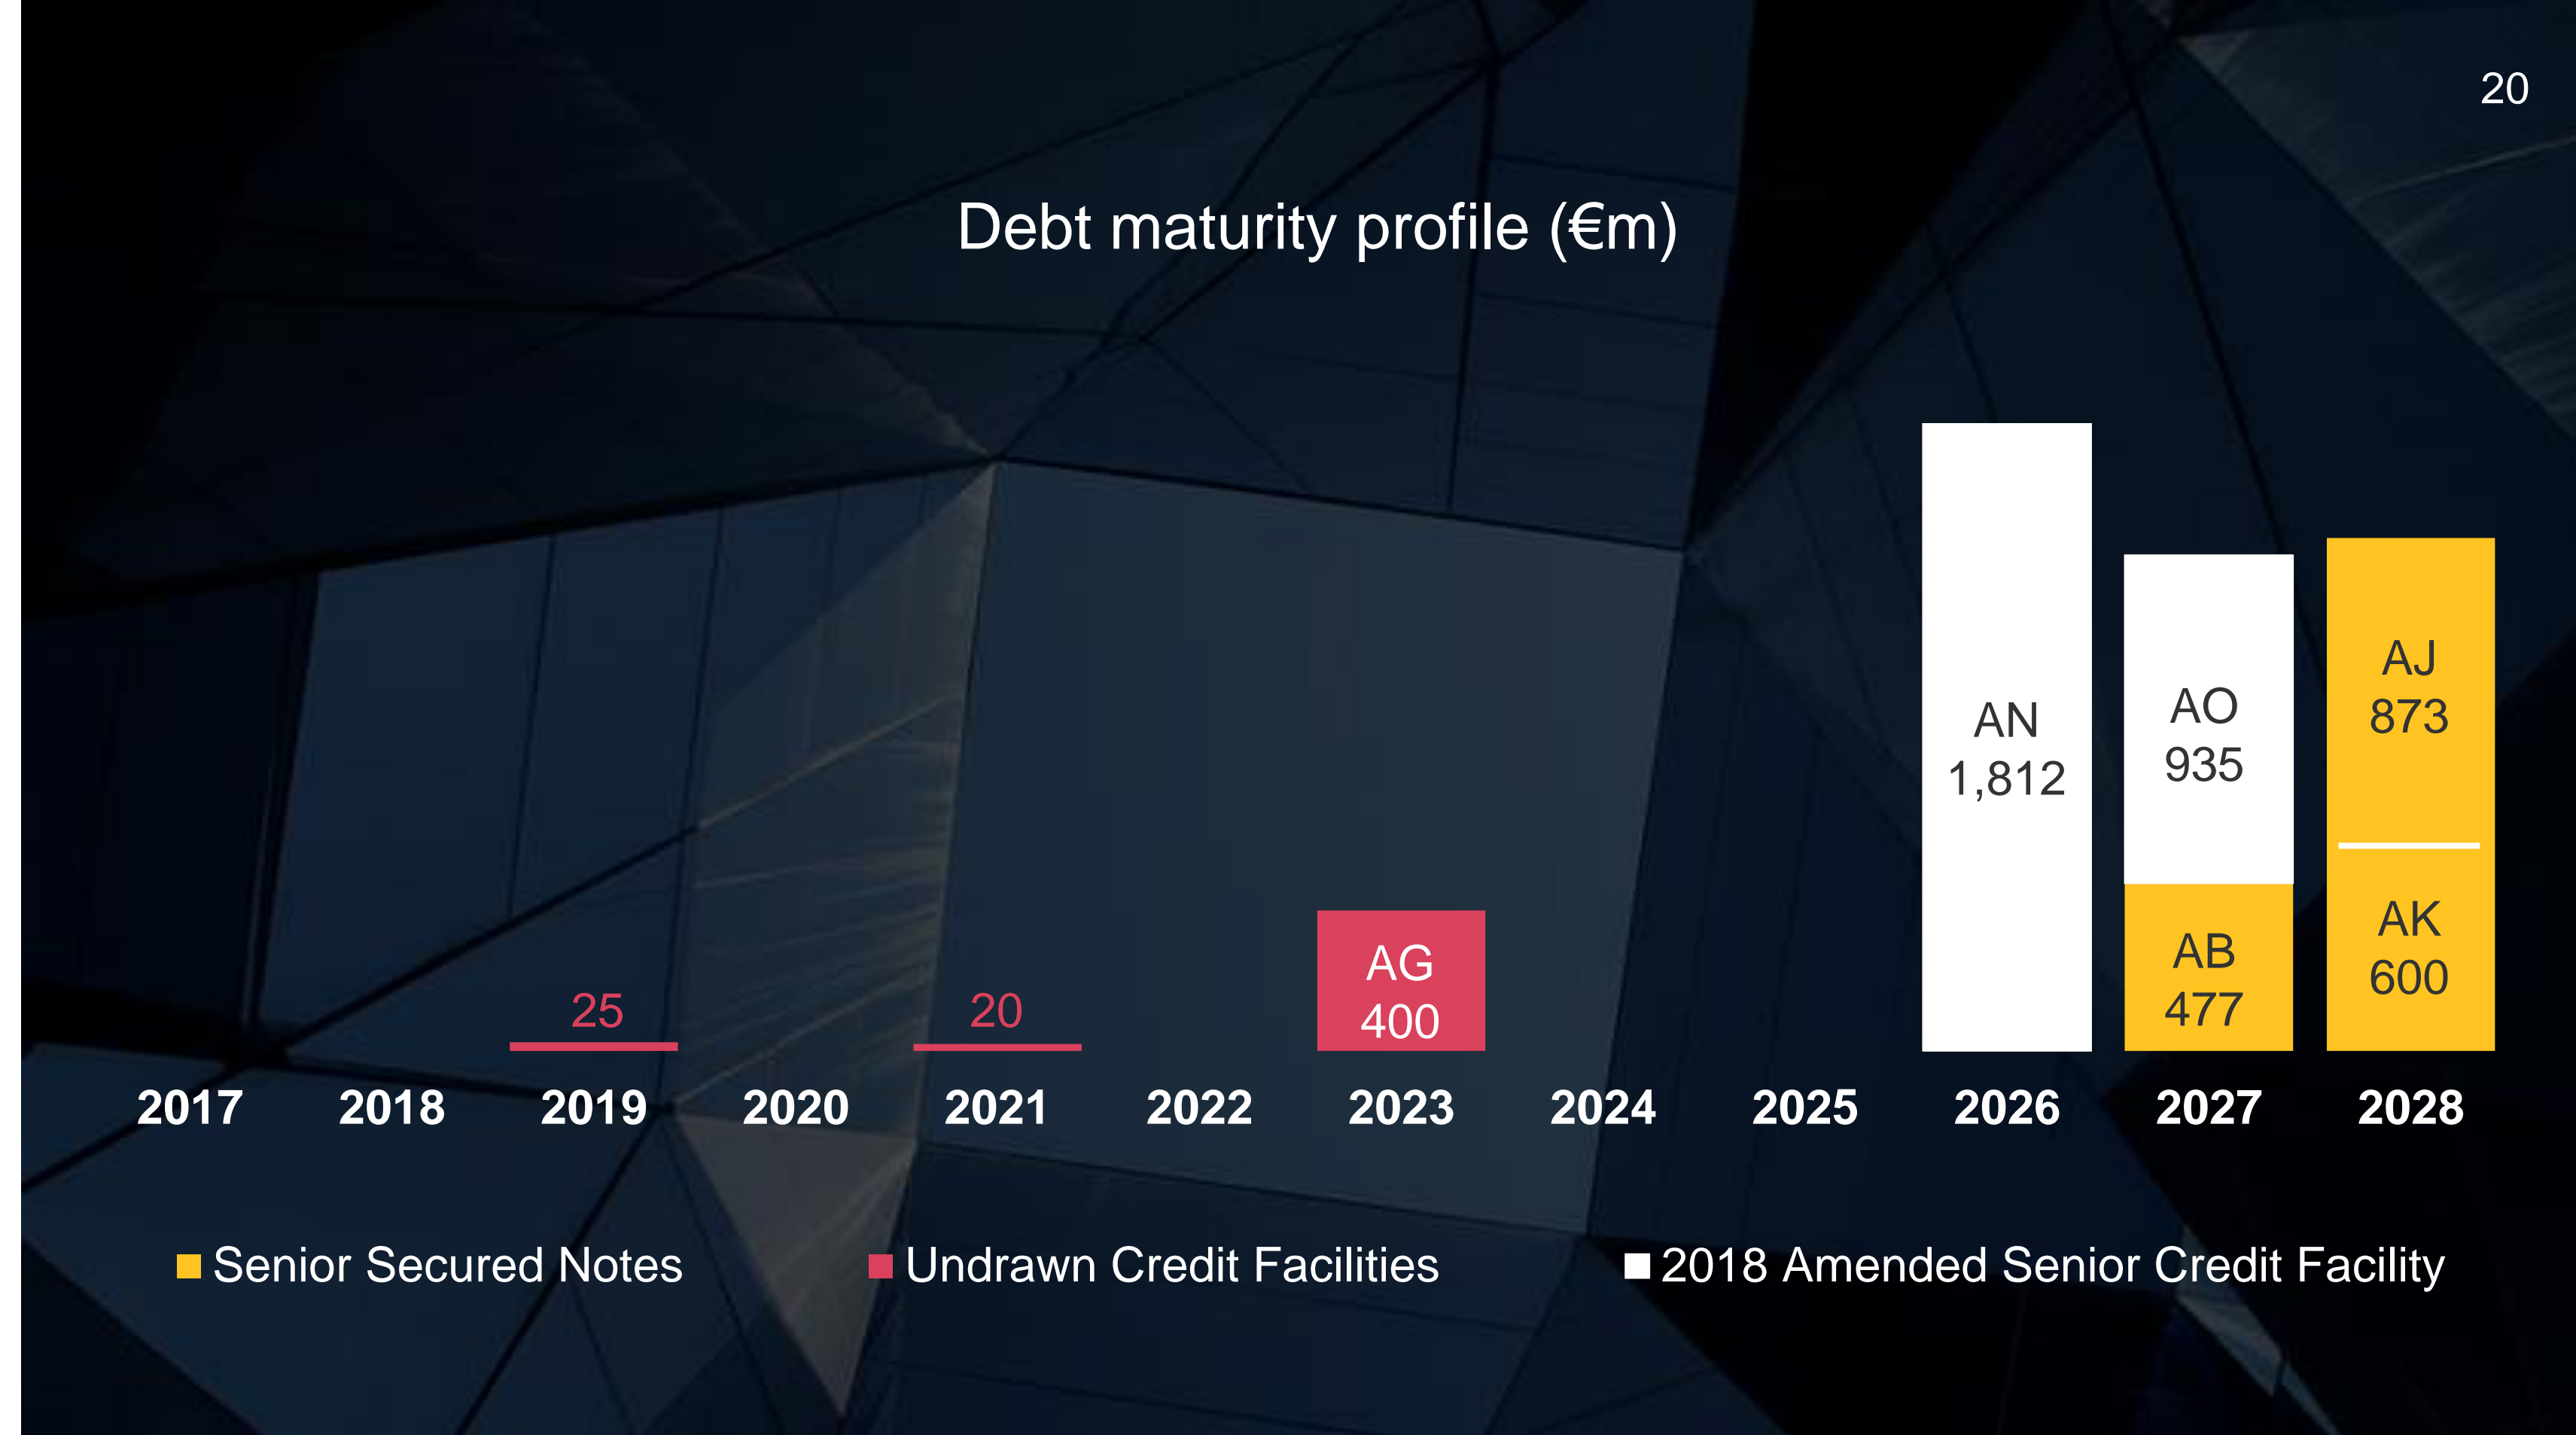 20
Debt maturity profile (€m)
AN
1,812
AO
935
AJ
873
AB
477
AK
600
25
20
AG
400
2017 2018 2019 2020 2021 2022 2023 2024 2025 2026 2027 2028
Senior Secured Notes Undrawn Credit Facilities 2018 Amended Senior Credit Facility